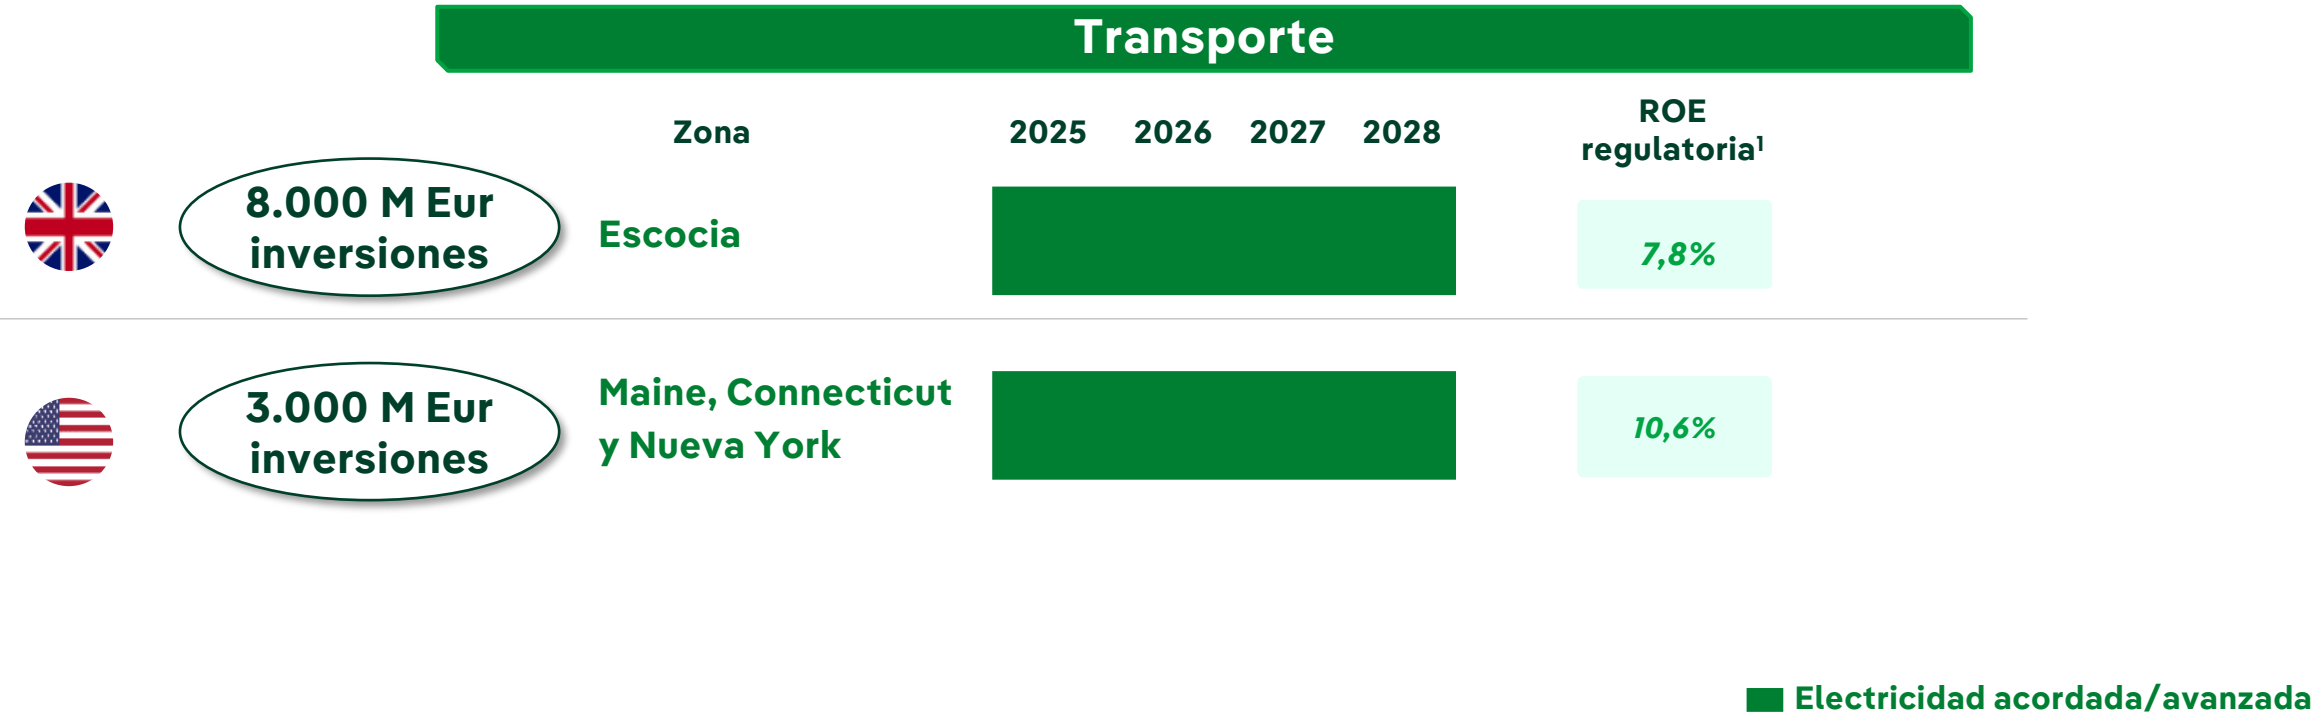 Transporte
Zona
2025 2026 2027 2028
ROE
regulatoria¹
8.000 M Eur
inversiones
Escocia
7,8%
3.000 M Eur
inversiones
Maine, Connecticut
y Nueva York
10,6%
Electricidad acordada/avanzada